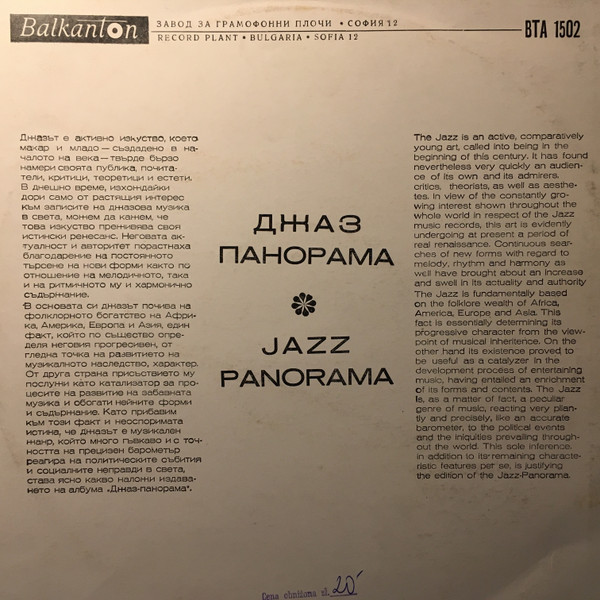 Balkanton
ЗАВОД ЗА ГРАМОФОННИ ПЛОЧИ • СОФИЯ 12
RECORD PLANT • BULGARIA • SOFIA 12
ВТА 1502
Джазът е активно изкуство, което
макар и младо — създадено в на-
чалото на века — твърде бързо
намери своята публика, почита-
тели, критици, теоретици и естети.
В днешно време, изхождайки
дори само от растящия интерес
към записите на джазова музика
в света, можем да кажем, че
това изкуство преживява своя
истински ренесанс. Неговата ак-
туалност и авторитет порастнаха
благодарение на постоянното
търсене на нови форми както по
отношение на мелодичното, така
и на ритмичното му и хармонично
съдържание.
В основата си джазът почива на
фолклорното богатство на Афри-
ка, Америка, Европа и Азия, един
факт, който по същество опреде-
деля неговия прогресивен, от
гледна точка на развитието на
музикалното наследство, характер.
От друга страна присъствието му
послужи като катализатор за про-
цесите на развитие на забавната
музика и обогати нейните форми
и съдържание. Като прибавим
към този факт и неоспоримата
истина, че джазът е музикален
жанр, който много гъвкаво и с точ-
ността на прецизен барометър
реагира на политическите събития
и социалните неправди в света,
става ясно какво наложи издава-
нето на албума „Джаз-панорама“.
ДЖАЗ
ПАНОРАМА
JAZZ
PANORAMA
The Jazz is an active, comparatively
young art, called into being in the
beginning of this century. It has found
nevertheless very quickly an audien-
ce of its own and its admirers,
critics, theorists, as well as aesthe-
tes. In view of the constantly gro-
wing interest shown throughout the
whole world in respect of the Jazz
music records, this art is evidently
undergoing at present a period of
real renaissance. Continuous sear-
ches of new forms with regard to
melody, rhythm and harmony as
well have brought about an increase
and swell in its actuality and authority
The Jazz is fundamentally based
on the folklore wealth of Africa,
America, Europe and Asia. This
fact is essentially determining its
progressive character from the view-
point of musical inheritence. On the
other hand its existence proved to
be useful as a catalyzer in the
development process of entertaining
music, having entailed an enrichment
of its forms and contents. The Jazz
is, as a matter of fact, a peculiar
genre of music, reacting very plian-
tly and precisely, like an accurate
barometer, to the political events
and the iniquities prevailing through-
out the world. This sole inference,
in addition to its remaining characte-
ristic features per se, is justifying
the edition of the Jazz-Panorama.
Cena obniżona zł. 20